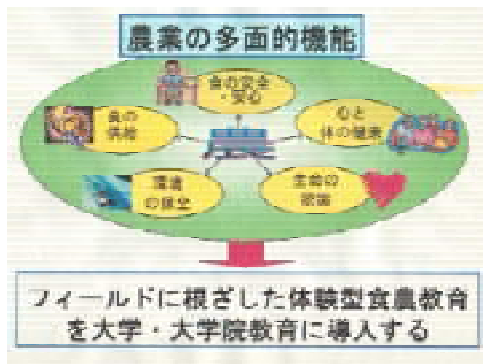 農業の多面的機能
食の安全
・安心
食の
供給
心と
体の健康
環境
の保全
生命の
フィールドに根ざした体験型食農教育
を大学・大学院教育に導入する